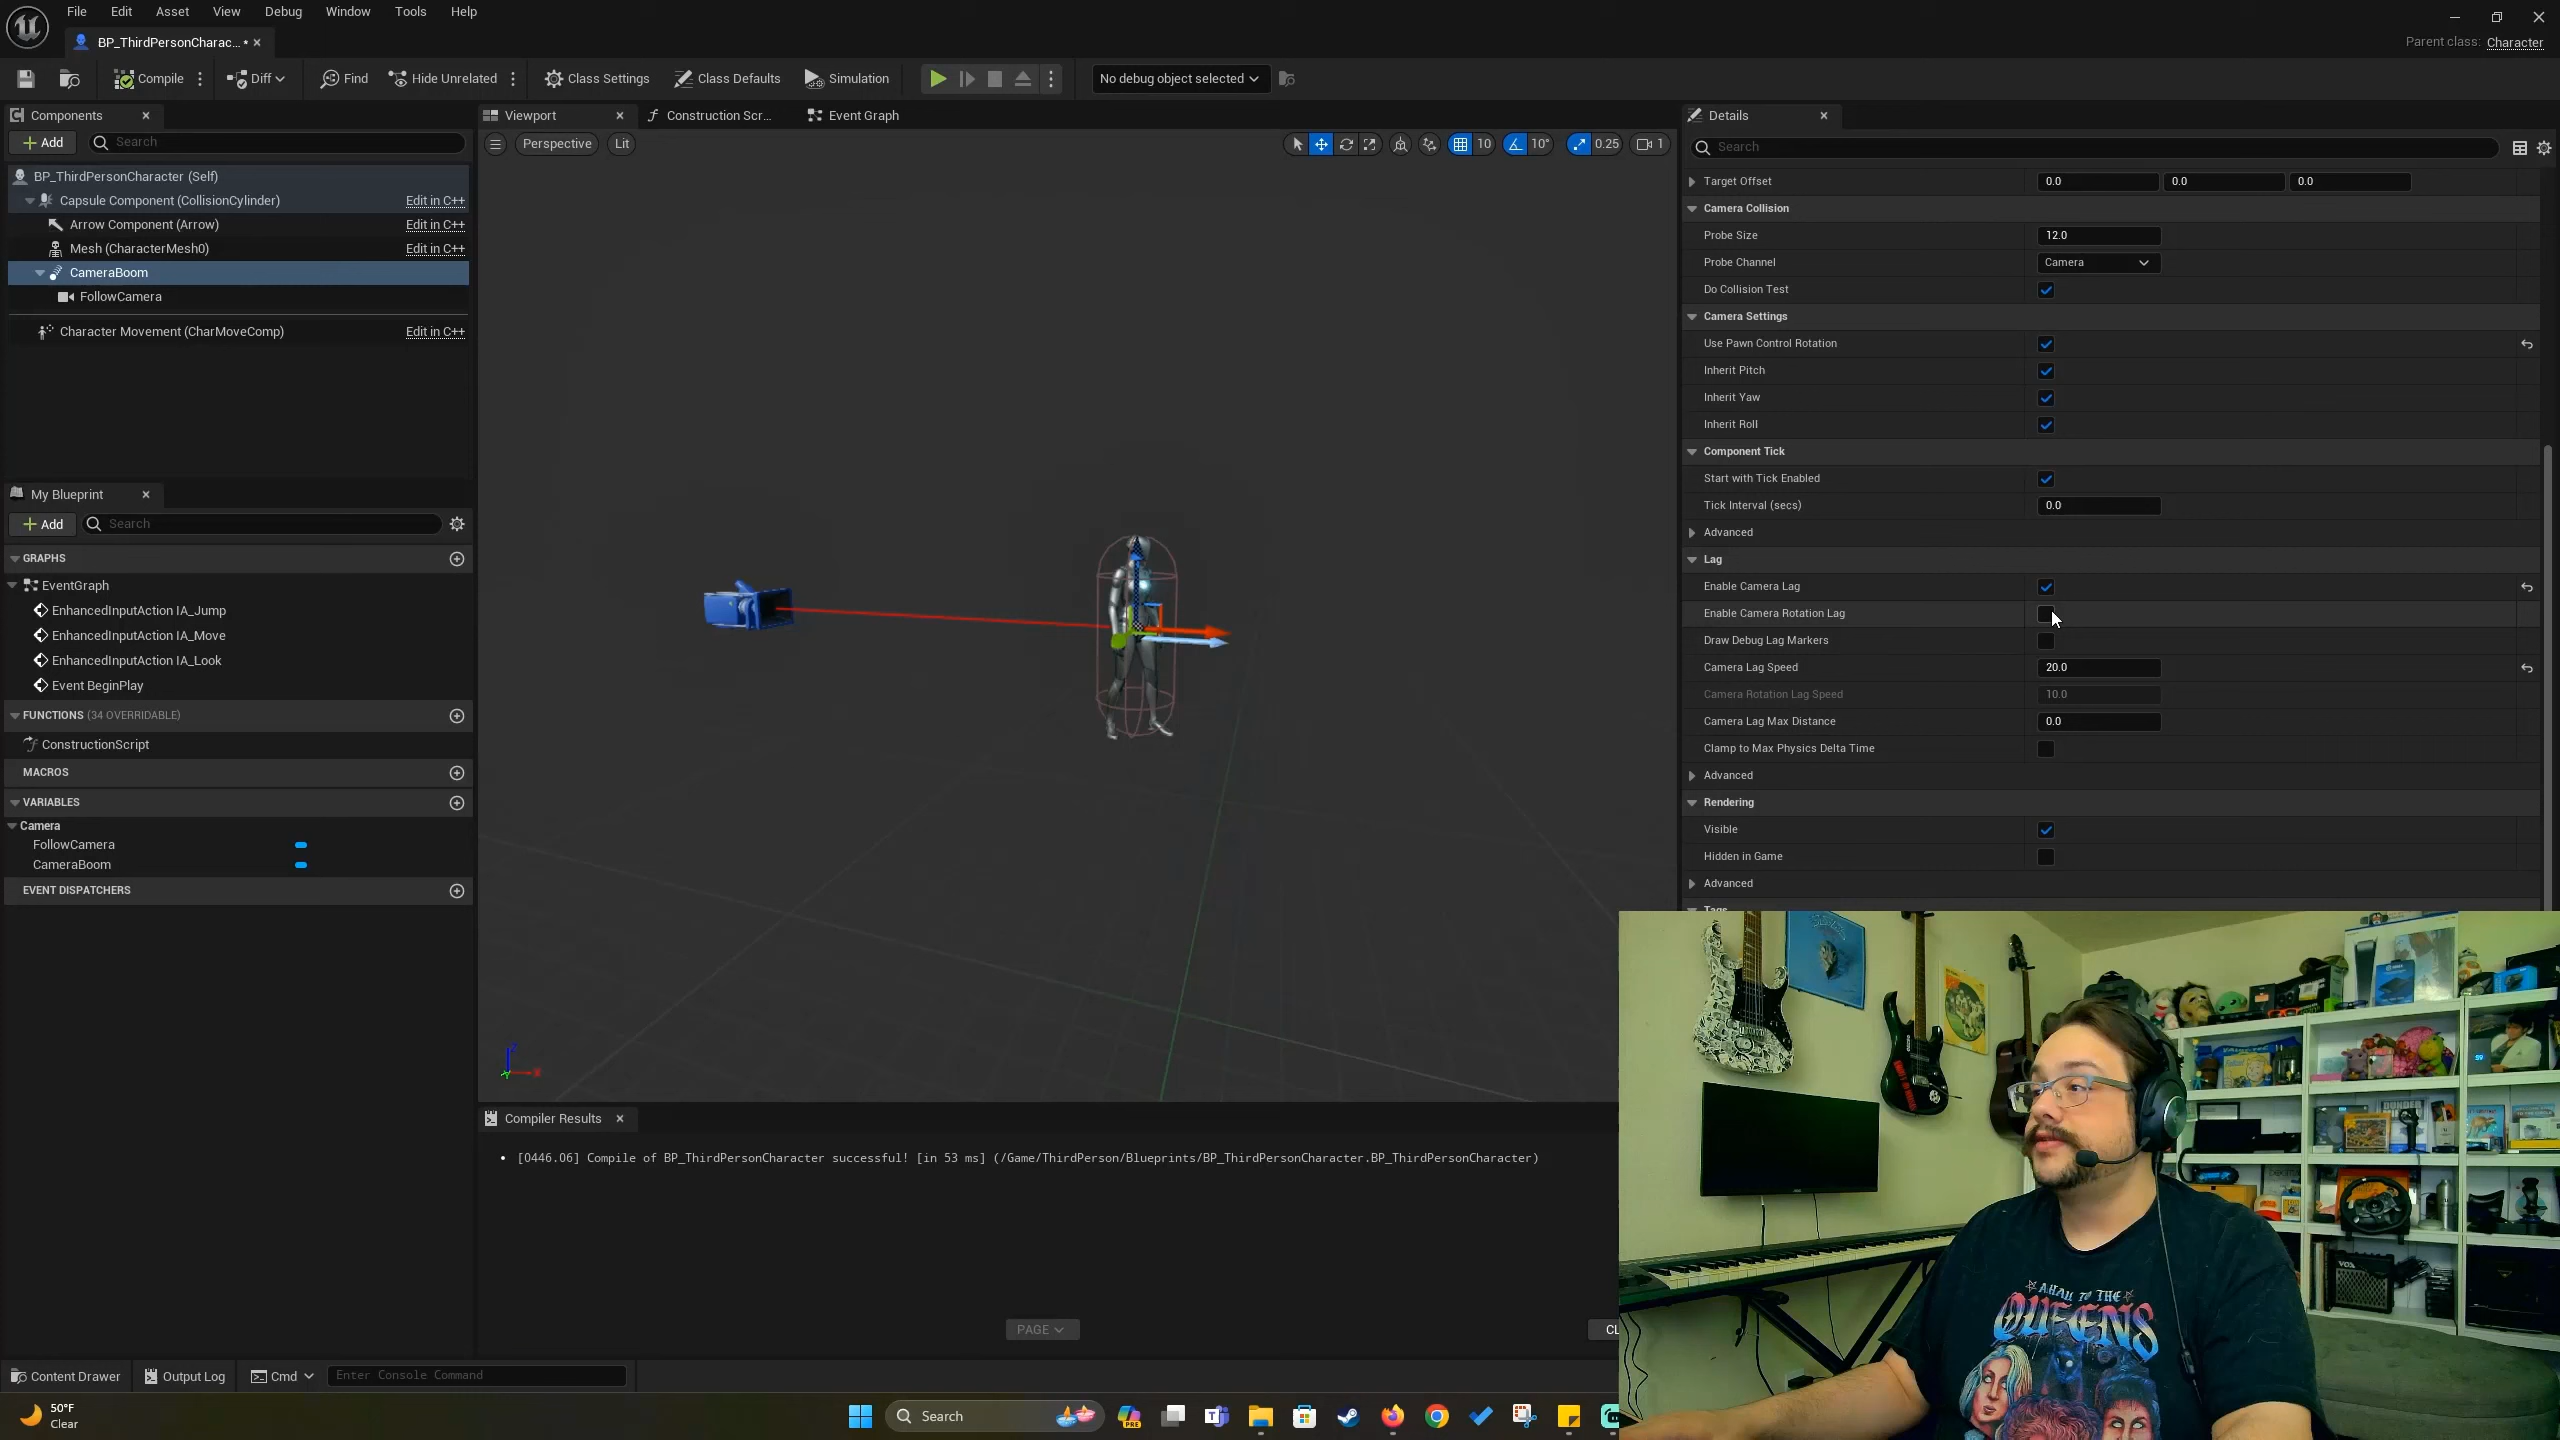 File Edit Asset View Debug Window Tools Help
BP_ThirdPersonCharac... *
Parent class: Character
Compile Diff Find Hide Unrelated Class Settings Class Defaults Simulation No debug object selected
Components
Add Search
BP_ThirdPersonCharacter (Self)
Capsule Component (CollisionCylinder) Edit in C++
Arrow Component (Arrow) Edit in C++
Mesh (CharacterMesh0) Edit in C++
CameraBoom
FollowCamera
Character Movement (CharMoveComp) Edit in C++
My Blueprint
Add Search
GRAPHS
EventGraph
EnhancedInputAction IA_Jump
EnhancedInputAction IA_Move
EnhancedInputAction IA_Look
Event BeginPlay
FUNCTIONS (34 OVERRIDABLE)
ConstructionScript
MACROS
VARIABLES
Camera
FollowCamera
CameraBoom
EVENT DISPATCHERS
Viewport Construction Scr... Event Graph
Perspective Lit 10 10° 0.25 1
Z
X
Compiler Results
[0446.06] Compile of BP_ThirdPersonCharacter successful! [in 53 ms] (/Game/ThirdPerson/Blueprints/BP_ThirdPersonCharacter.BP_ThirdPersonCharacter)
PAGE CL
Details
Search
Target Offset 0.0 0.0 0.0
Camera Collision
Probe Size 12.0
Probe Channel Camera
Do Collision Test
Camera Settings
Use Pawn Control Rotation
Inherit Pitch
Inherit Yaw
Inherit Roll
Component Tick
Start with Tick Enabled
Tick Interval (secs) 0.0
Advanced
Lag
Enable Camera Lag
Enable Camera Rotation Lag
Draw Debug Lag Markers
Camera Lag Speed 20.0
Camera Rotation Lag Speed 10.0
Camera Lag Max Distance 0.0
Clamp to Max Physics Delta Time
Advanced
Rendering
Visible
Hidden in Game
Advanced
Tags
QUEENS
VOX
Content Drawer Output Log Cmd Enter Console Command
50°F
Clear
Search
PRE